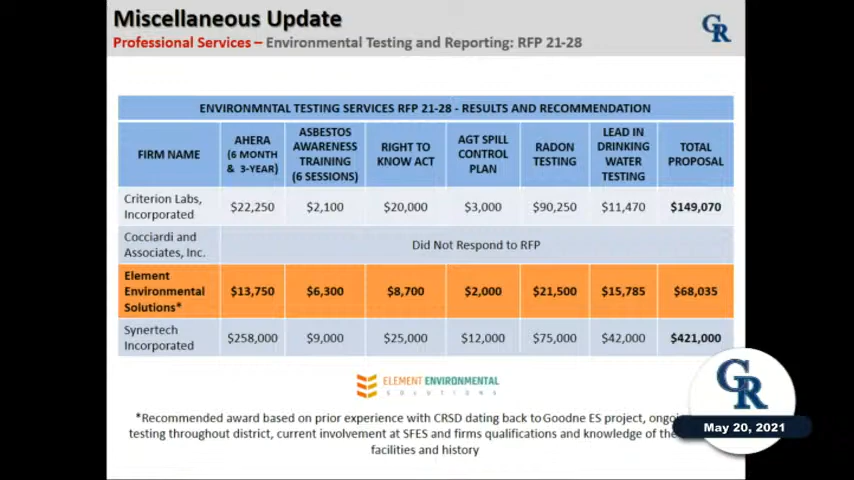 Miscellaneous Update
Professional Services – Environmental Testing and Reporting: RFP 21-28
GR
ENVIRONMNTAL TESTING SERVICES RFP 21-28 - RESULTS AND RECOMMENDATION
FIRM NAME
AHERA
(6 MONTH
& 3-YEAR)
ASBESTOS
AWARENESS
TRAINING
(6 SESSIONS)
RIGHT TO
KNOW ACT
AGT SPILL
CONTROL
PLAN
RADON
TESTING
LEAD IN
DRINKING
WATER
TESTING
TOTAL
PROPOSAL
Criterion Labs,
Incorporated
$22,250
$2,100
$20,000
$3,000
$90,250
$11,470
$149,070
Cocciardi and
Associates, Inc.
Did Not Respond to RFP
Element
Environmental
Solutions*
$13,750
$6,300
$8,700
$2,000
$21,500
$15,785
$68,035
Synertech
Incorporated
$258,000
$9,000
$25,000
$12,000
$75,000
$42,000
$421,000
ELEMENT ENVIRONMENTAL
SOLUTIONS
*Recommended award based on prior experience with CRSD dating back to Goodne ES project,
testing throughout district, current involvement at SFES and firms qualifications and knowledge of
facilities and history
GR
May 20, 2021